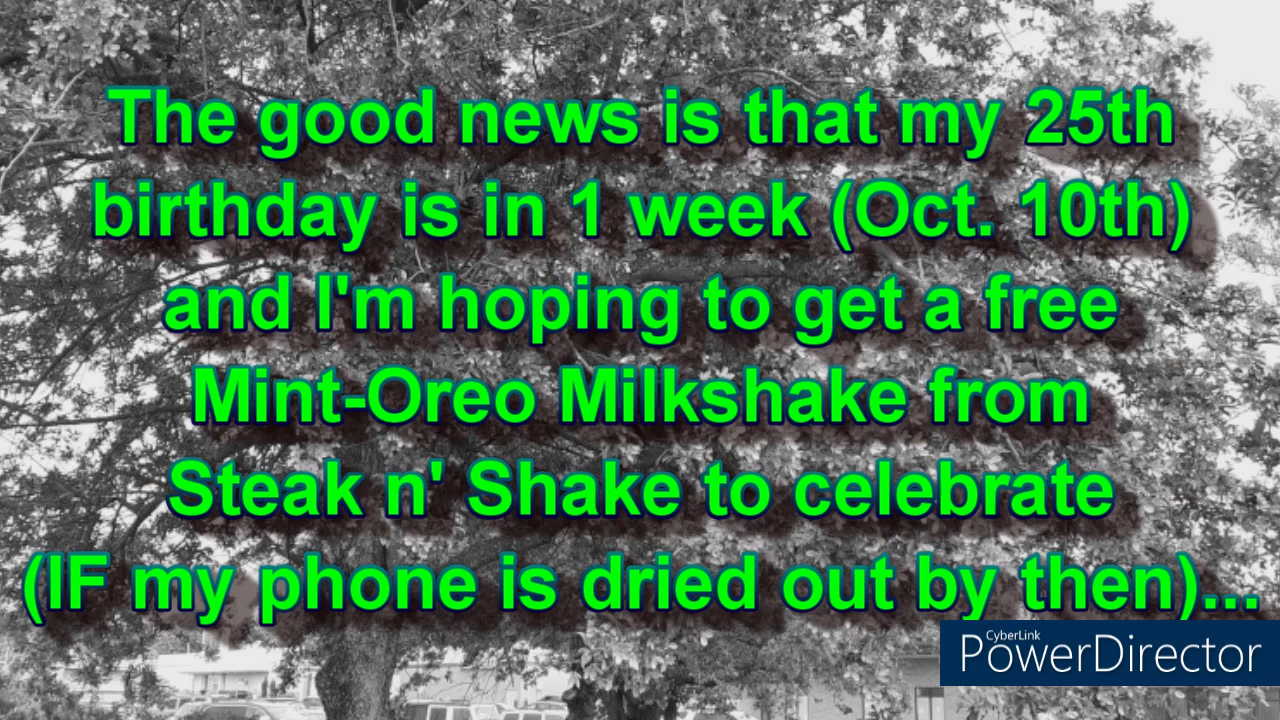 The good news is that my 25th
birthday is in 1 week (Oct. 10th)
and I'm hoping to get a free
Mint-Oreo Milkshake from
Steak n' Shake to celebrate
(IF my phone is dried out by then)...
CyberLink
PowerDirector